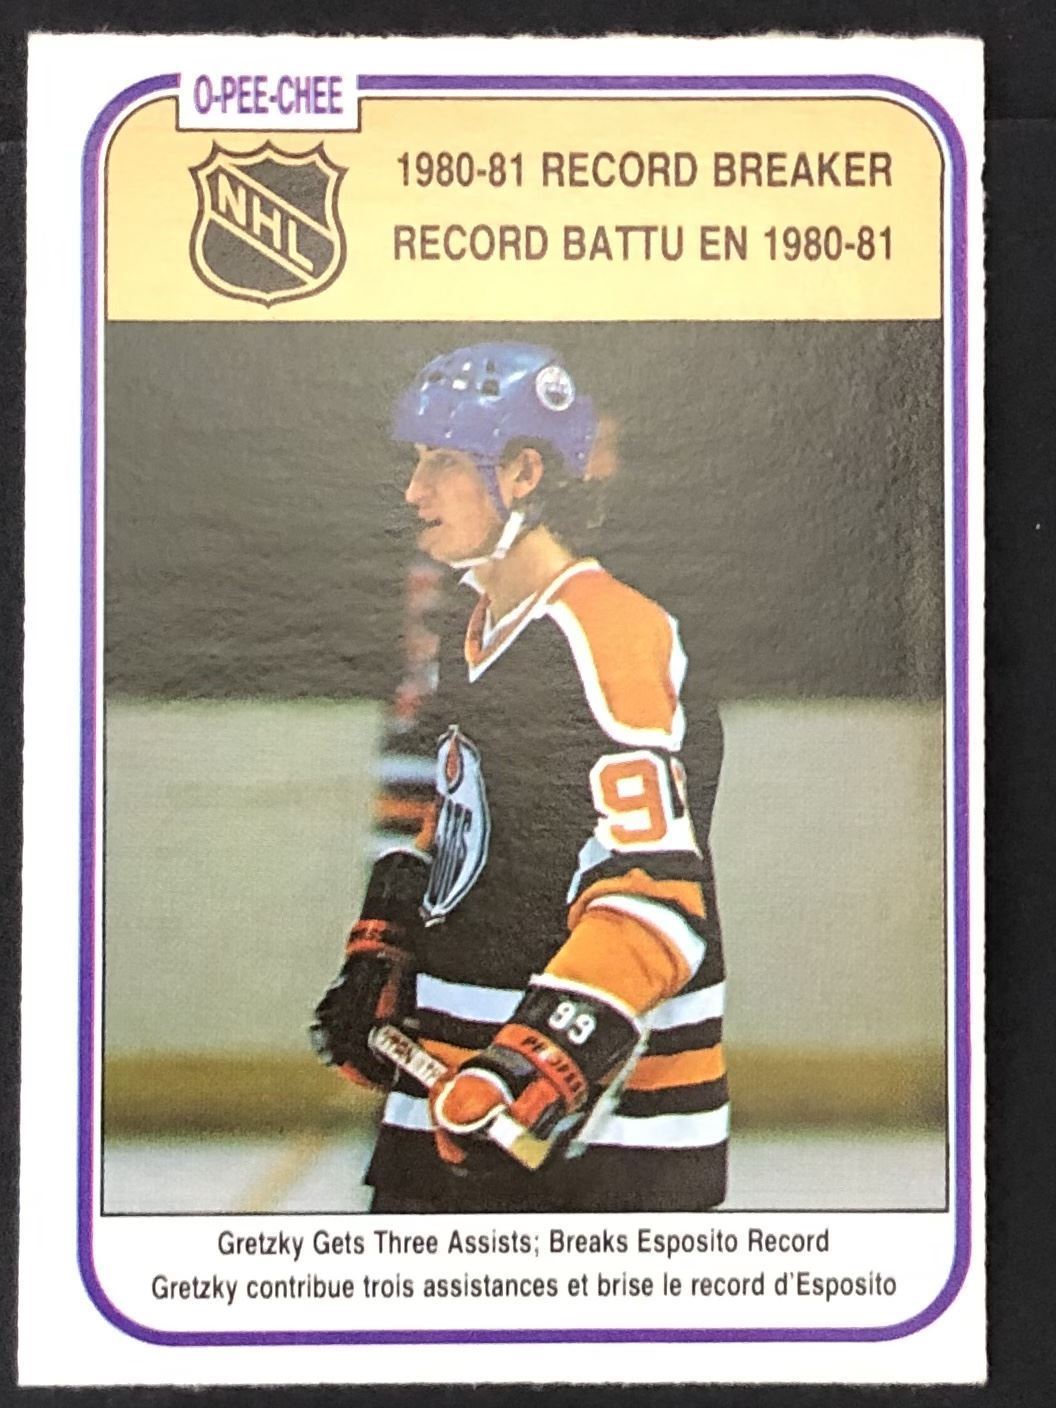 O-PEE-CHEE
NHL
1980-81 RECORD BREAKER
RECORD BATTU EN 1980-81
9
99
Gretzky Gets Three Assists; Breaks Esposito Record
Gretzky contribue trois assistances et brise le record d'Esposito